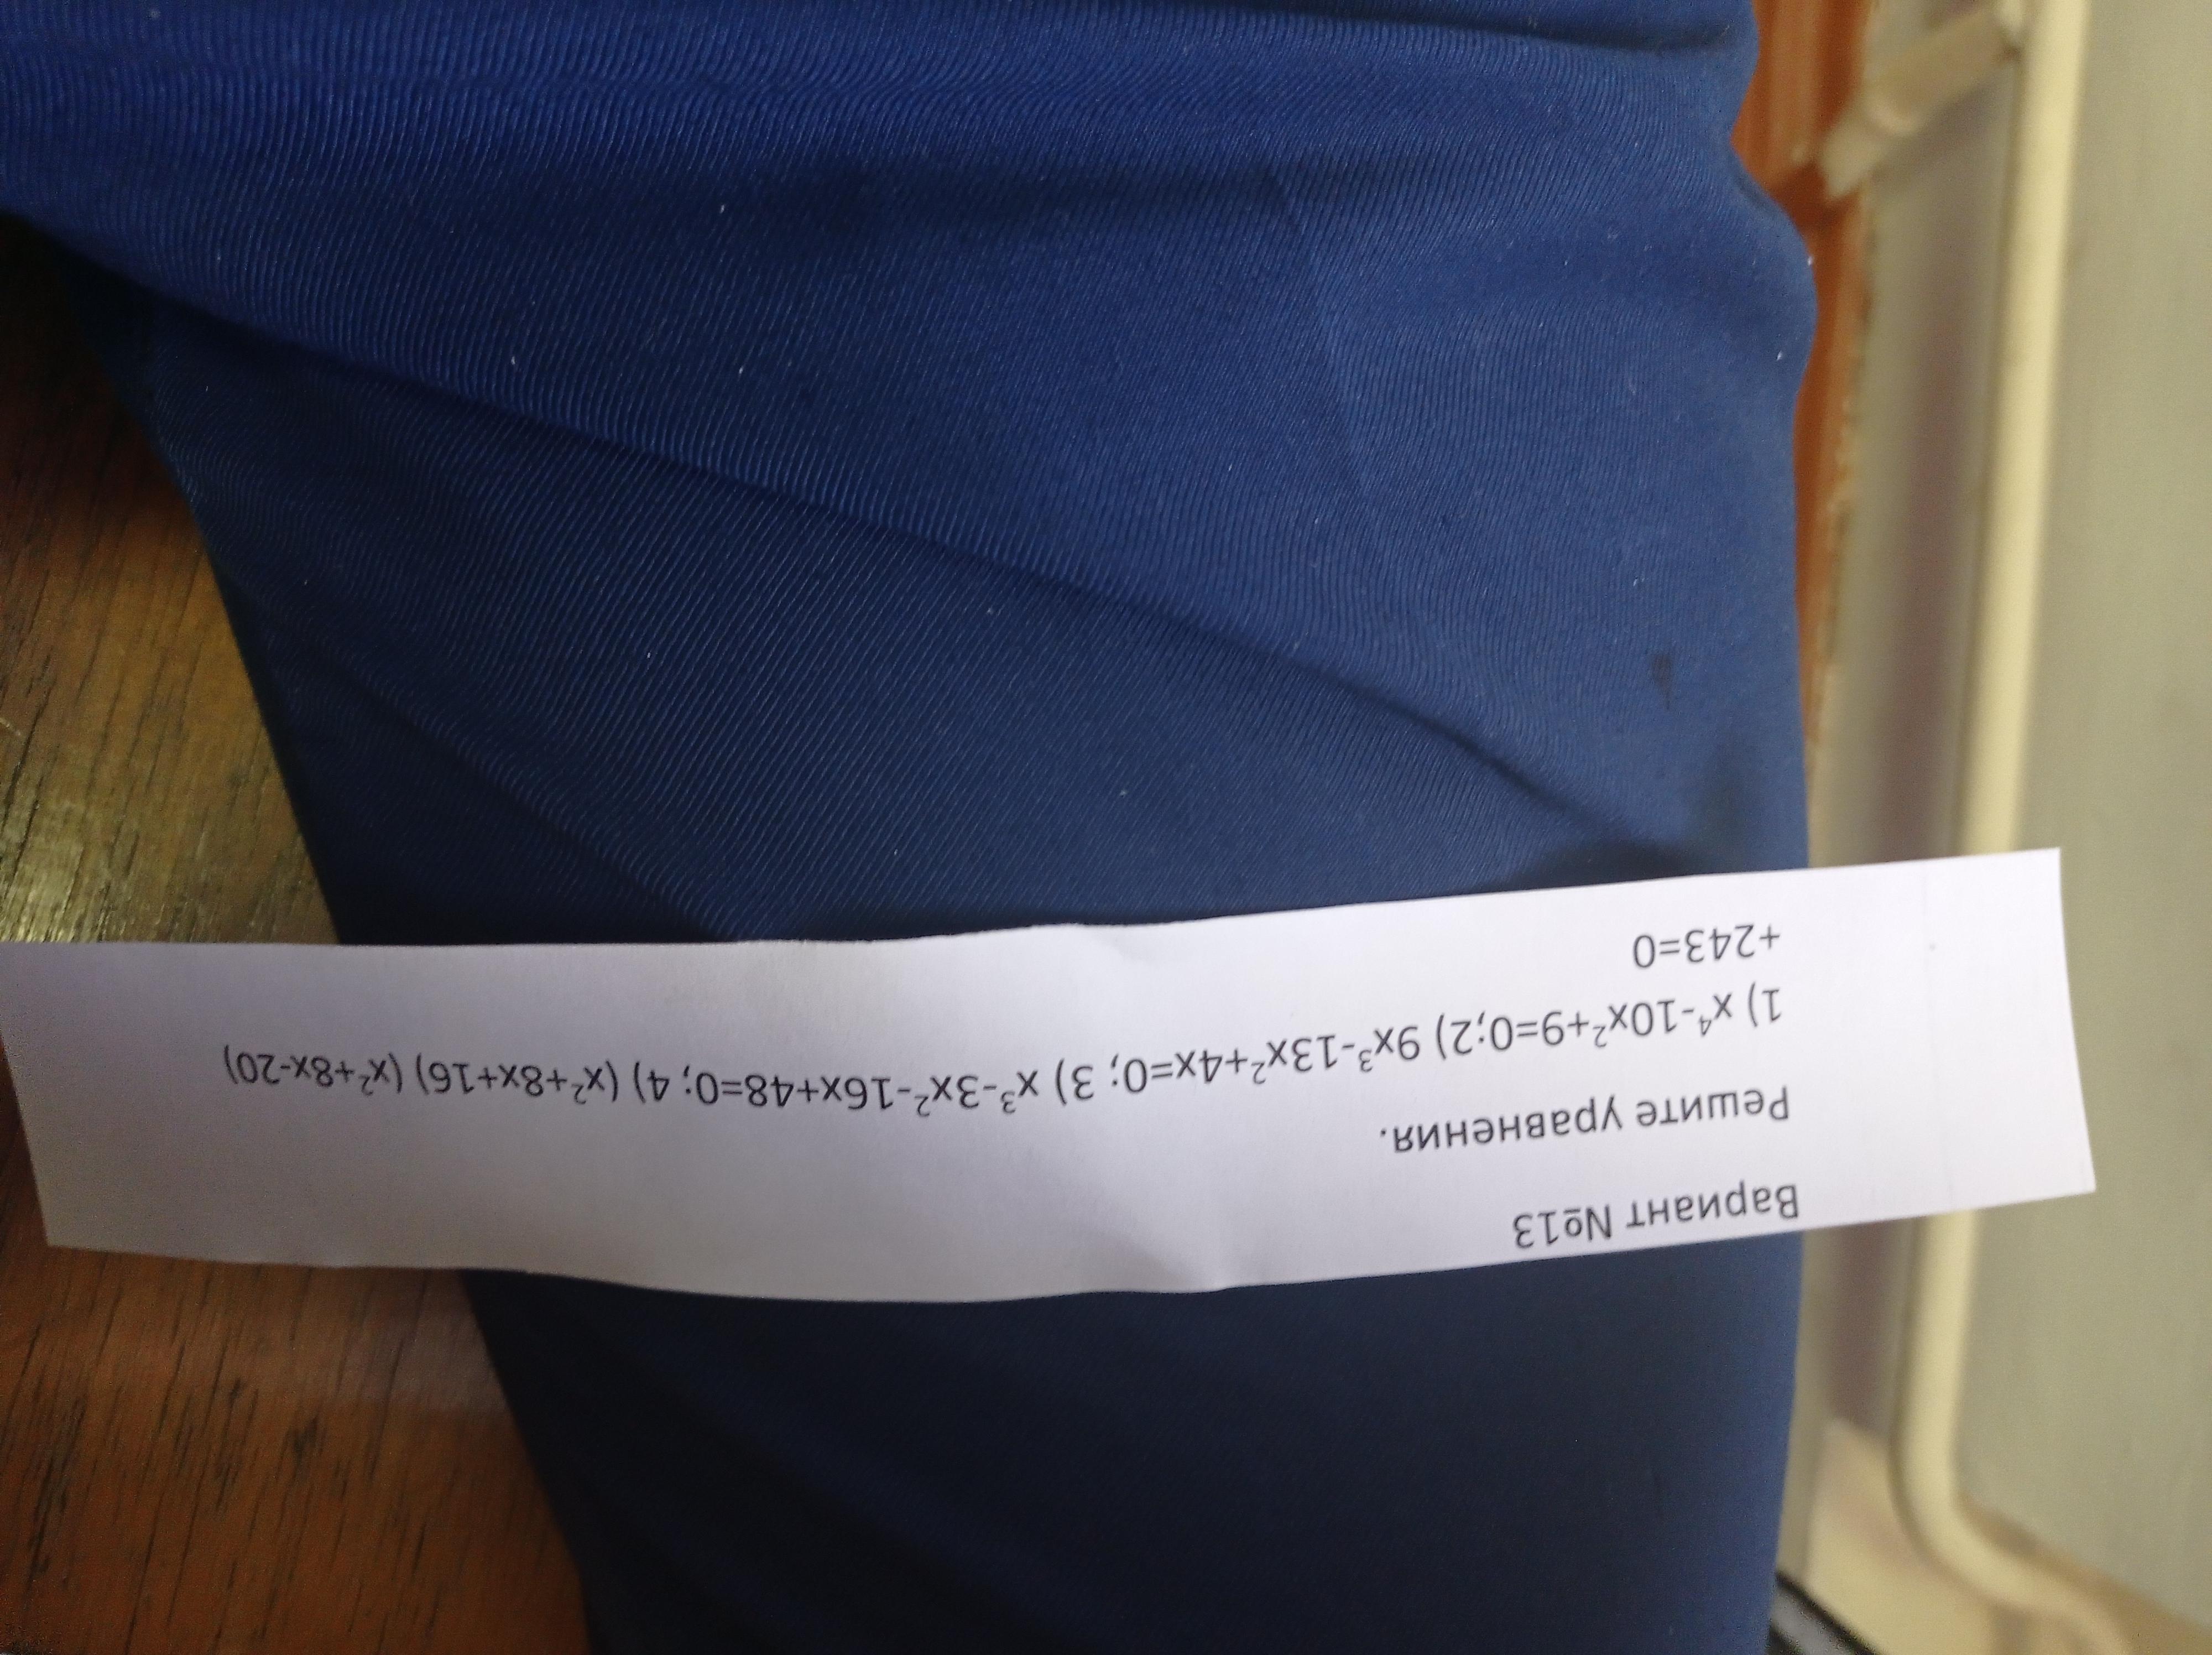 Вариант №13
Решите уравнения.
1) x⁴-10x²+9=0;2) 9x³-13x²+4x=0; 3) x³-3x²-16x+48=0; 4) (x²+8x+16) (x²+8x-20)
+243=0